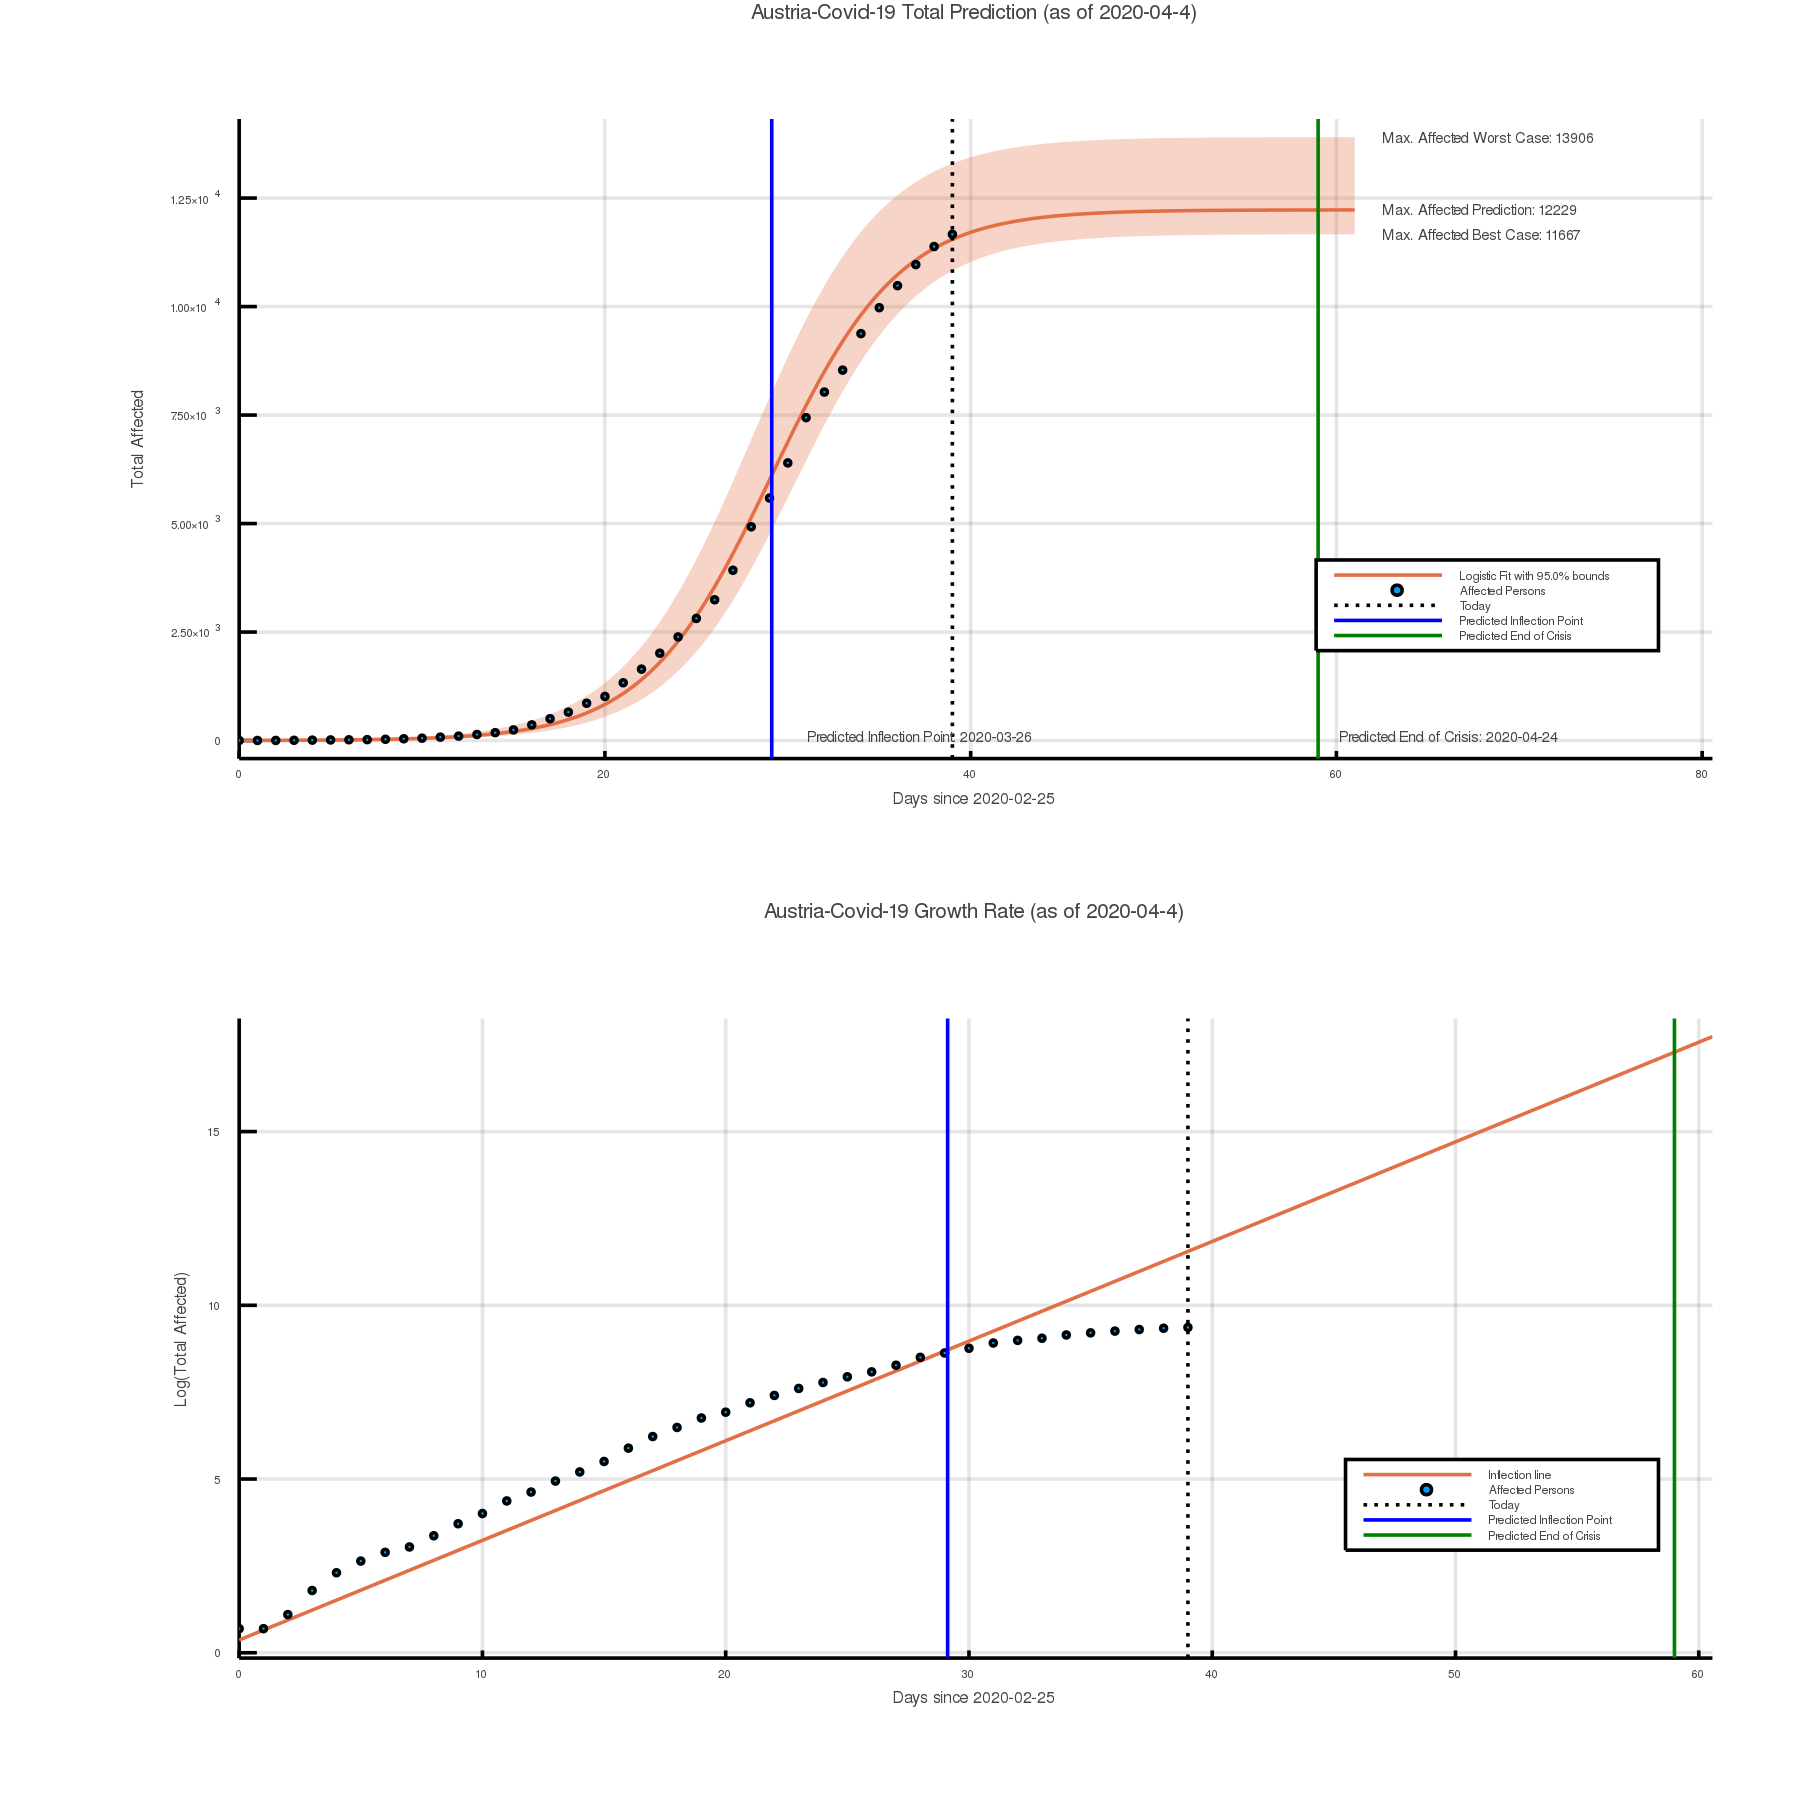 Austria-Covid-19 Total Prediction (as of 2020-04-4)
Max. Affected Worst Case: 13906
1.25×10 4
Max. Affected Prediction: 12229
Max. Affected Best Case: 11667
1.00×10 4
Total Affected
7.50×10 3
5.00×10 3
Logistic Fit with 95.0% bounds
Affected Persons
Today
Predicted Inflection Point
Predicted End of Crisis
2.50×10 3
0
Predicted Inflection Point: 2020-03-26
Predicted End of Crisis: 2020-04-24
0 20 40 60 80
Days since 2020-02-25
Austria-Covid-19 Growth Rate (as of 2020-04-4)
15
10
Log(Total Affected)
5
Inflection line
Affected Persons
Today
Predicted Inflection Point
Predicted End of Crisis
0
0 10 20 30 40 50 60
Days since 2020-02-25